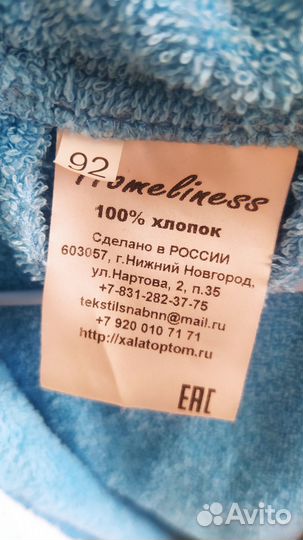 92
Homeliness
100% хлопок
Сделано в РОССИИ
603057, г.Нижний Новгород,
ул.Нартова, 2, п.35
+7-831-282-37-75
tekstilsnabnn@mail.ru
+7 920 010 71 71
http://xalatoptom.ru
EAC
Avito